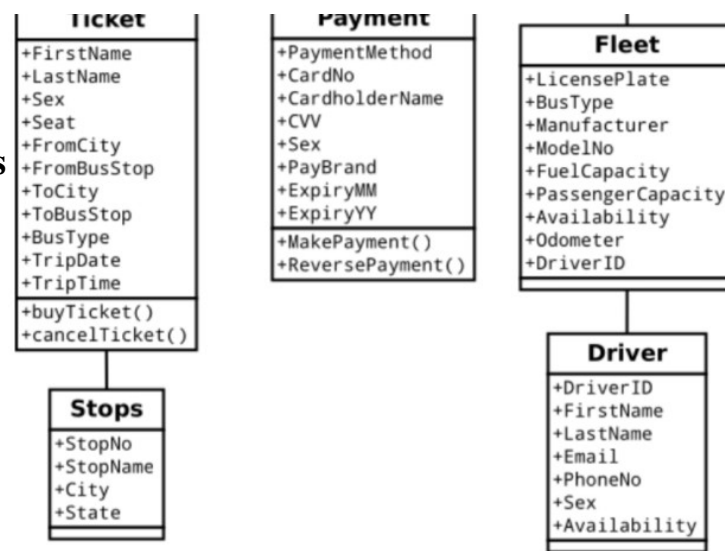 Ticket
+FirstName
+LastName
+Sex
+Seat
+FromCity
+FromBusStop
+ToCity
+ToBusStop
+BusType
+TripDate
+TripTime
+buyTicket()
+cancelTicket()
Stops
+StopNo
+StopName
+City
+State
s
Payment
+PaymentMethod
+CardNo
+CardholderName
+CVV
+Sex
+PayBrand
+ExpiryMM
+ExpiryYY
+MakePayment()
+ReversePayment()
Fleet
+LicensePlate
+BusType
+Manufacturer
+ModelNo
+FuelCapacity
+PassengerCapacity
+Availability
+Odometer
+DriverID
Driver
+DriverID
+FirstName
+LastName
+Email
+PhoneNo
+Sex
+Availability